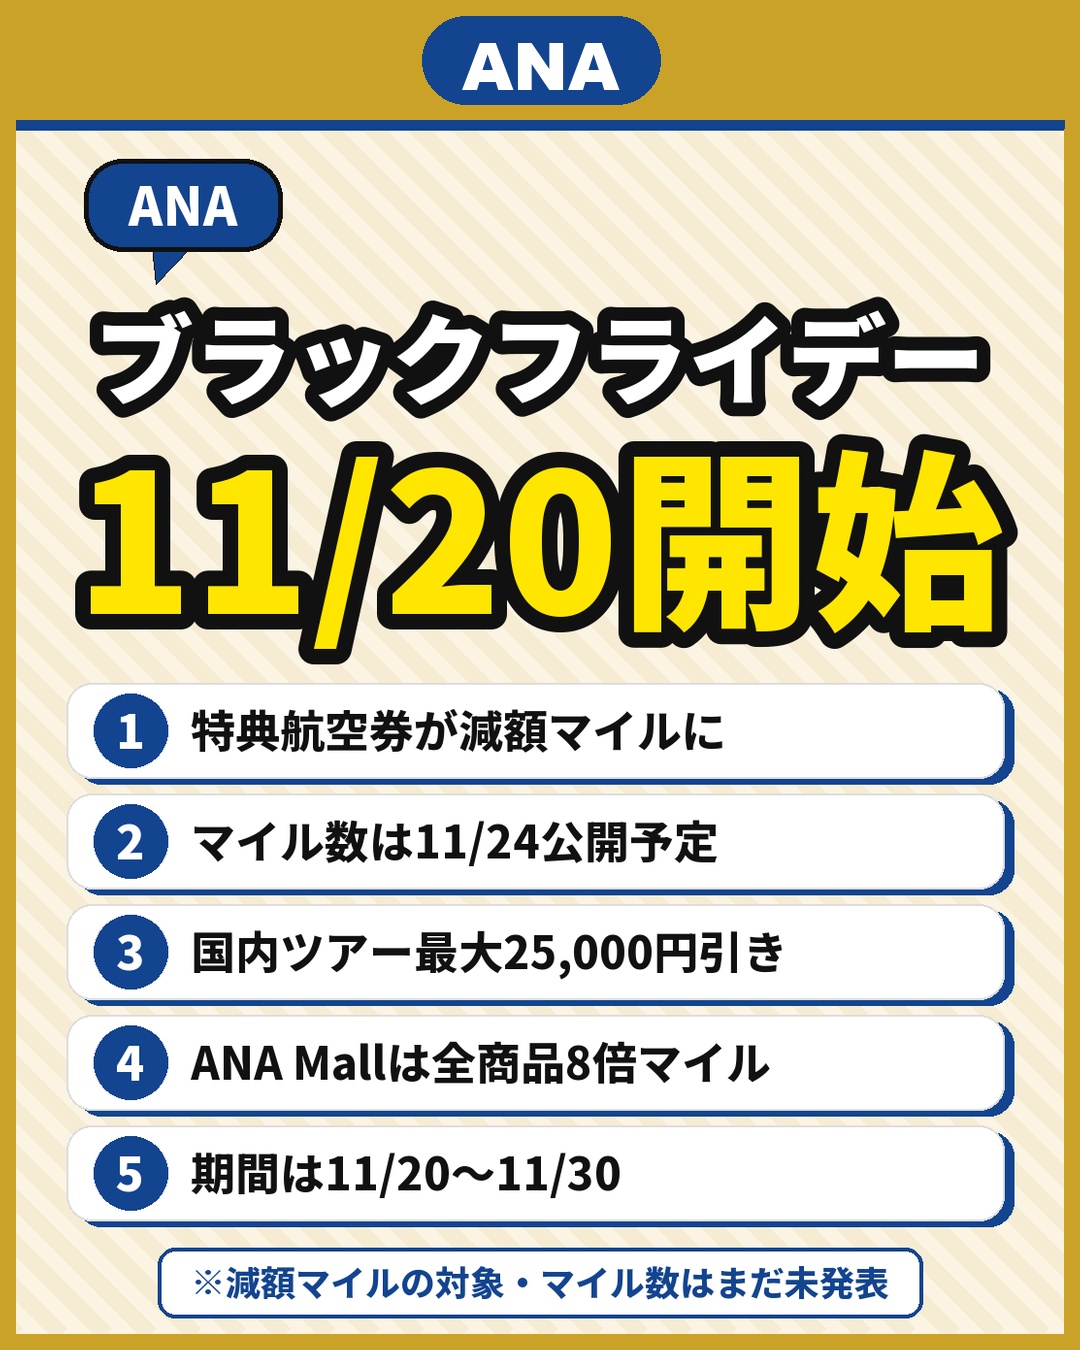 ANA
ANA
ブラックフライデー
11/20開始
1 特典航空券が減額マイルに
2 マイル数は11/24公開予定
3 国内ツアー最大25,000円引き
4 ANA Mallは全商品8倍マイル
5 期間は11/20〜11/30
※減額マイルの対象・マイル数はまだ未発表